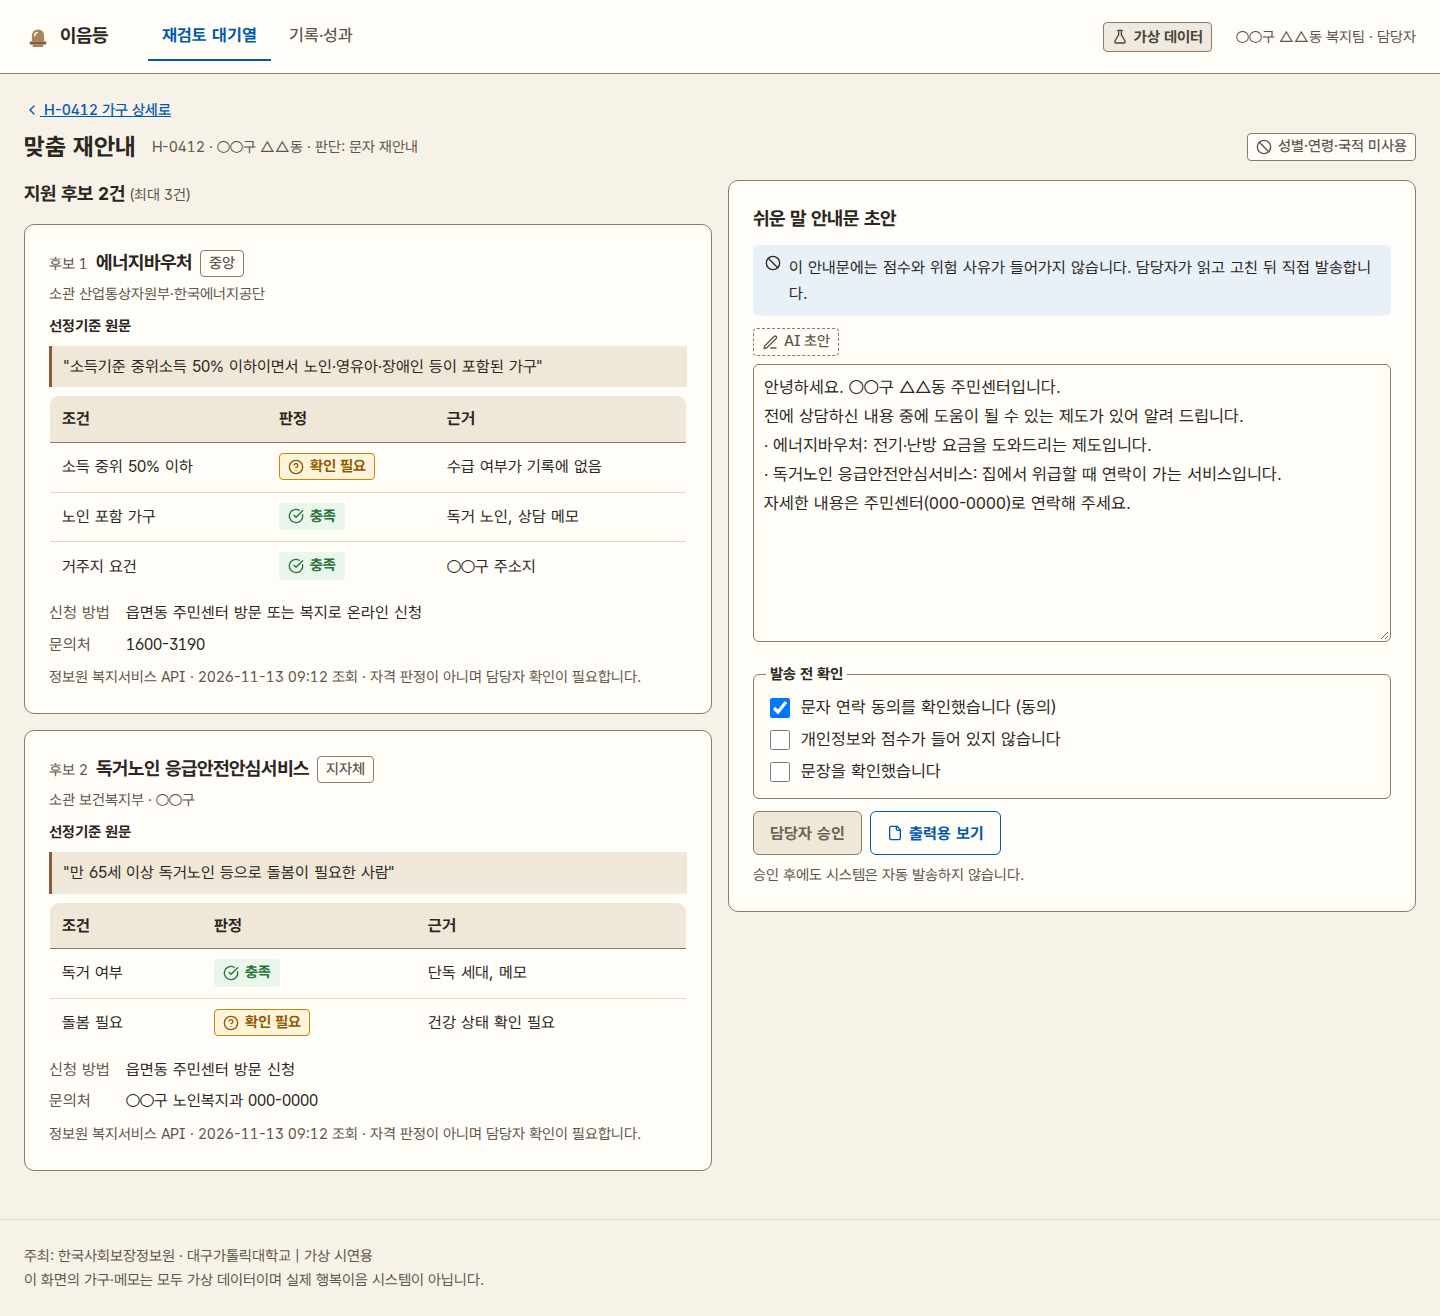 이음등
재검토 대기열
기록·성과
가상 데이터
○○구 △△동 복지팀 · 담당자
H-0412 가구 상세로
맞춤 재안내
H-0412 · ○○구 △△동 · 판단: 문자 재안내
성별·연령·국적 미사용
지원 후보 2건 (최대 3건)
후보 1 에너지바우처 중앙
소관 산업통상자원부·한국에너지공단
선정기준 원문
"소득기준 중위소득 50% 이하이면서 노인·영유아·장애인 등이 포함된 가구"
조건 판정 근거
소득 중위 50% 이하 확인 필요 수급 여부가 기록에 없음
노인 포함 가구 충족 독거 노인, 상담 메모
거주지 요건 충족 ○○구 주소지
신청 방법 읍면동 주민센터 방문 또는 복지로 온라인 신청
문의처 1600-3190
정보원 복지서비스 API · 2026-11-13 09:12 조회 · 자격 판정이 아니며 담당자 확인이 필요합니다.
후보 2 독거노인 응급안전안심서비스 지자체
소관 보건복지부 · ○○구
선정기준 원문
"만 65세 이상 독거노인 등으로 돌봄이 필요한 사람"
조건 판정 근거
독거 여부 충족 단독 세대, 메모
돌봄 필요 확인 필요 건강 상태 확인 필요
신청 방법 읍면동 주민센터 방문 신청
문의처 ○○구 노인복지과 000-0000
정보원 복지서비스 API · 2026-11-13 09:12 조회 · 자격 판정이 아니며 담당자 확인이 필요합니다.
쉬운 말 안내문 초안
이 안내문에는 점수와 위험 사유가 들어가지 않습니다. 담당자가 읽고 고친 뒤 직접 발송합니
다.
AI 초안
안녕하세요. ○○구 △△동 주민센터입니다.
전에 상담하신 내용 중에 도움이 될 수 있는 제도가 있어 알려 드립니다.
· 에너지바우처: 전기·난방 요금을 도와드리는 제도입니다.
· 독거노인 응급안전안심서비스: 집에서 위급할 때 연락이 가는 서비스입니다.
자세한 내용은 주민센터(000-0000)로 연락해 주세요.
발송 전 확인
문자 연락 동의를 확인했습니다 (동의)
개인정보와 점수가 들어 있지 않습니다
문장을 확인했습니다
담당자 승인
출력용 보기
승인 후에도 시스템은 자동 발송하지 않습니다.
주최: 한국사회보장정보원 · 대구가톨릭대학교 | 가상 시연용
이 화면의 가구·메모는 모두 가상 데이터이며 실제 행복이음 시스템이 아닙니다.